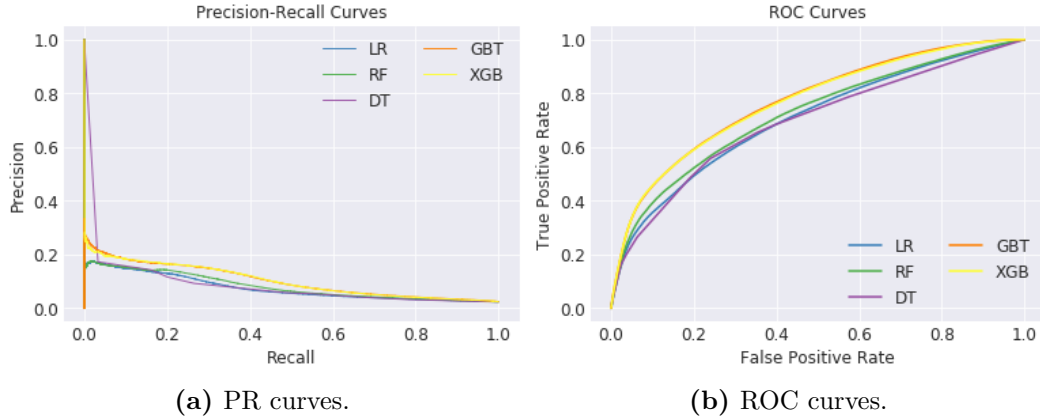 Precision-Recall Curves
1.0
0.8
0.6
0.4
0.2
0.0
Precision
LR
RF
DT
GBT
XGB
0.0 0.2 0.4 0.6 0.8 1.0
Recall
(a) PR curves.
ROC Curves
1.0
0.8
0.6
0.4
0.2
0.0
True Positive Rate
LR
RF
DT
GBT
XGB
0.0 0.2 0.4 0.6 0.8 1.0
False Positive Rate
(b) ROC curves.